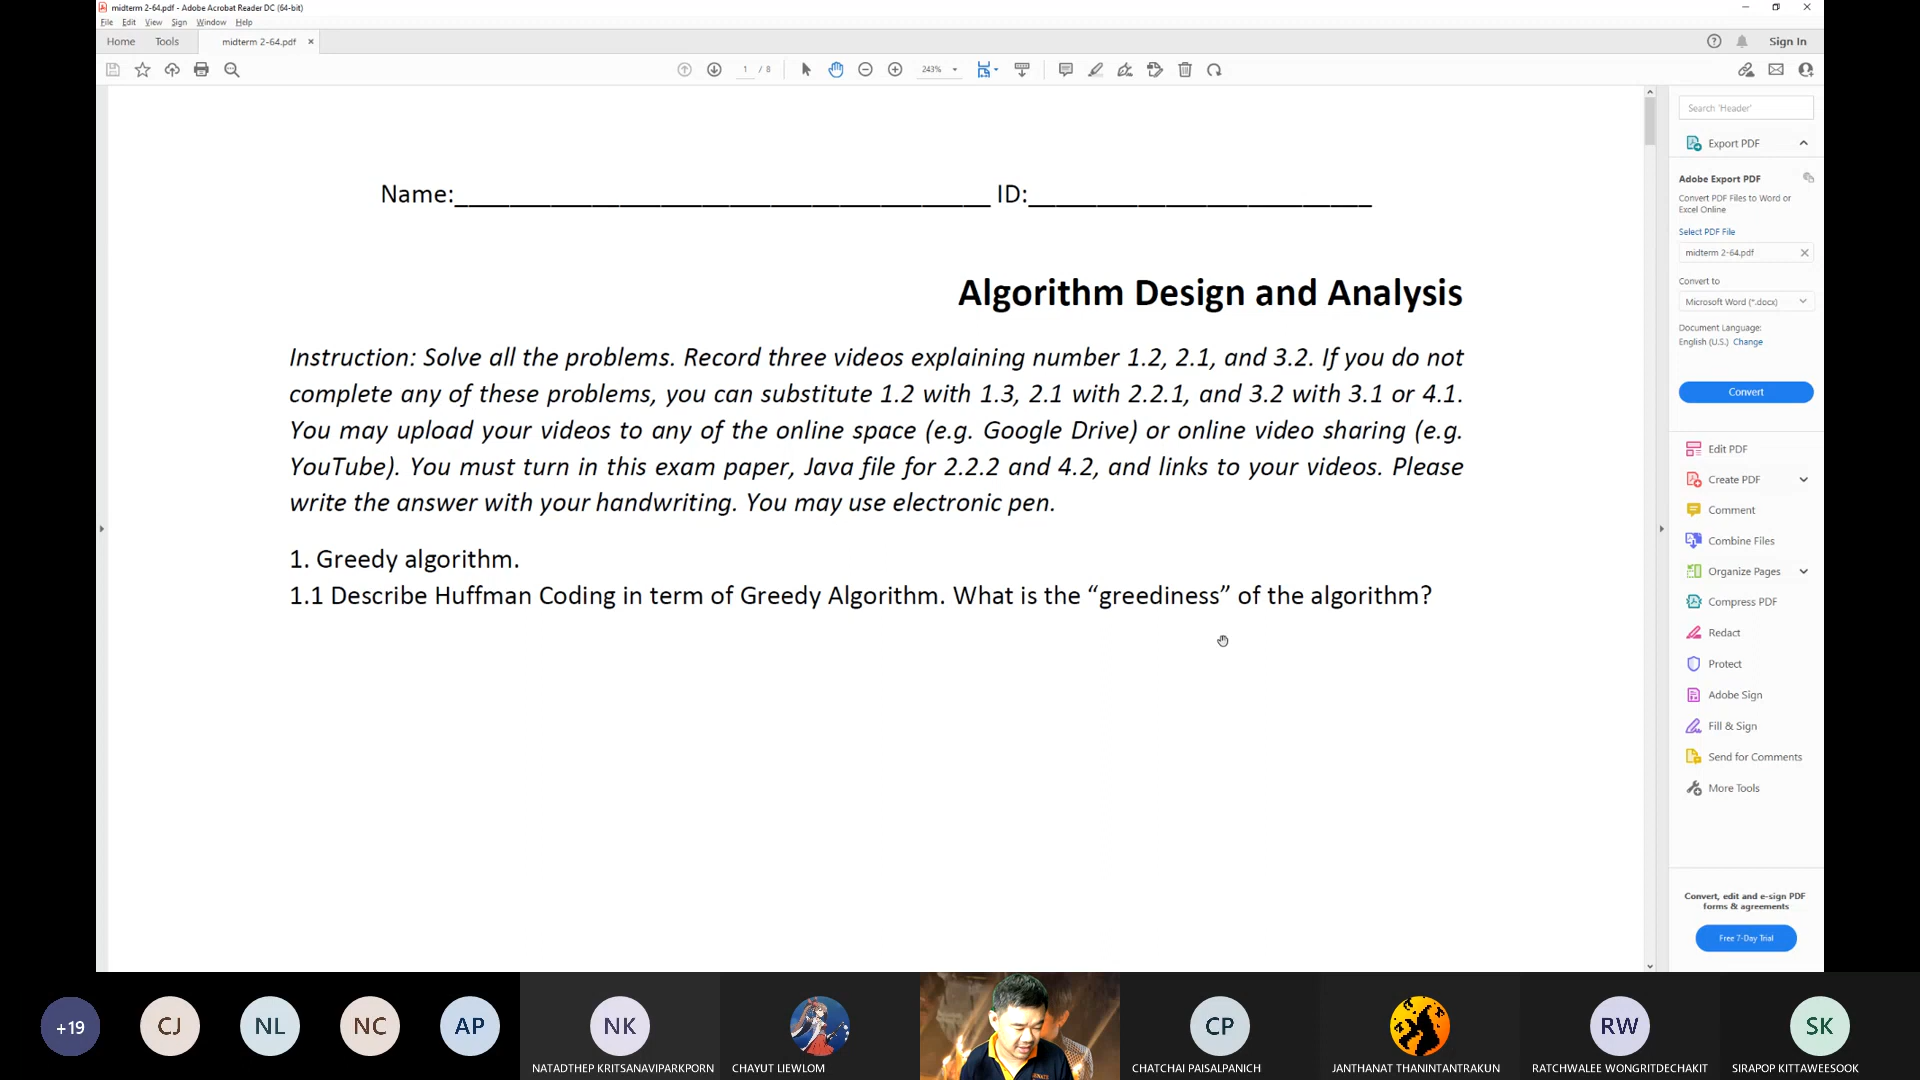 midterm 2-64.pdf - Adobe Acrobat Reader DC (64-bit)
File Edit View Sign Window Help
Home Tools midterm 2-64.pdf Sign In
1 / 8 243%
Name: ID:
Algorithm Design and Analysis
Instruction: Solve all the problems. Record three videos explaining number 1.2, 2.1, and 3.2. If you do not
complete any of these problems, you can substitute 1.2 with 1.3, 2.1 with 2.2.1, and 3.2 with 3.1 or 4.1.
You may upload your videos to any of the online space (e.g. Google Drive) or online video sharing (e.g.
YouTube). You must turn in this exam paper, Java file for 2.2.2 and 4.2, and links to your videos. Please
write the answer with your handwriting. You may use electronic pen.
1. Greedy algorithm.
1.1 Describe Huffman Coding in term of Greedy Algorithm. What is the “greediness” of the algorithm?
Search 'Header'
Export PDF
Adobe Export PDF
Convert PDF Files to Word or
Excel Online
Select PDF File
midterm 2-64.pdf
Convert to
Microsoft Word (*.docx)
Document Language:
English (U.S.) Change
Convert
Edit PDF
Create PDF
Comment
Combine Files
Organize Pages
Compress PDF
Redact
Protect
Adobe Sign
Fill & Sign
Send for Comments
More Tools
Convert, edit and e-sign PDF
forms & agreements
Free 7-Day Trial
+19 CJ NL NC AP NK CP RW SK
NATADTHEP KRITSANAVIPARKPORN CHAYUT LIEWLOM CHATCHAI PAISALPANICH JANTHANAT THANINTANTRAKUN RATCHWALEE WONGRITDECHAKIT SIRAPOP KITTAWEESOOK